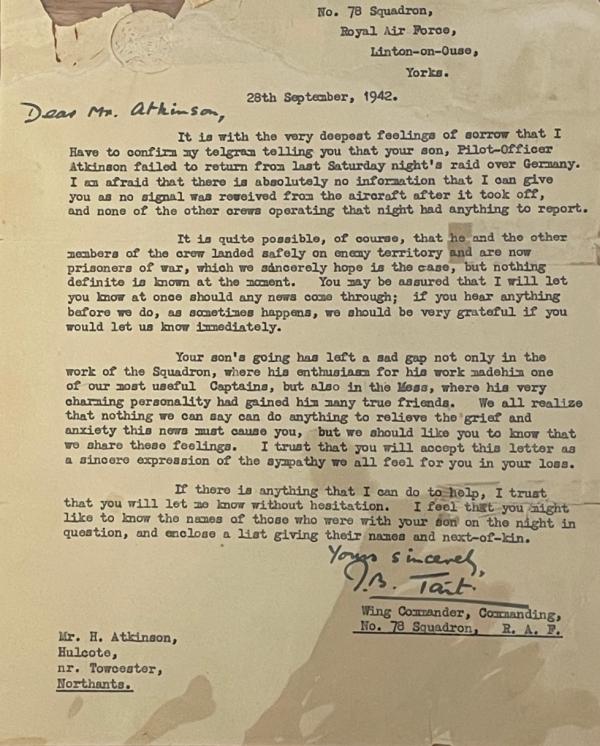 No. 78 Squadron,
Royal Air Force,
Linton-on-Ouse,
Yorks.
28th September, 1942.
Dear Mr. Atkinson,
It is with the very deepest feelings of sorrow that I
Have to confirm my telgram telling you that your son, Pilot-Officer
Atkinson failed to return from last Saturday night's raid over Germany.
I am afraid that there is absolutely no information that I can give
you as no signal was reveived from the aircraft after it took off,
and none of the other crews operating that night had anything to report.
It is quite possible, of course, that he and the other
members of the crew landed safely on enemy territory and are now
prisoners of war, which we sincerely hope is the case, but nothing
definite is known at the moment. You may be assured that I will let
you know at once should any news come through; if you hear anything
before we do, as sometimes happens, we should be very grateful if you
would let us know immediately.
Your son's going has left a sad gap not only in the
work of the Squadron, where his enthusiasm for his work madehim one
of our most useful Captains, but also in the Mess, where his very
charming personality had gained him many true friends. We all realize
that nothing we can say can do anything to relieve the grief and
anxiety this news must cause you, but we should like you to know that
we share these feelings. I trust that you will accept this letter as
a sincere expression of the sympathy we all feel for you in your loss.
If there is anything that I can do to help, I trust
that you will let me know without hesitation. I feel that you might
like to know the names of those who were with your son on the night in
question, and enclose a list giving their names and next-of-kin.
Yours sincerely,
J.B. Tait.
Wing Commander, Commanding,
No. 78 Squadron, R. A. F.
Mr. H. Atkinson,
Hulcote,
nr. Towcester,
Northants.